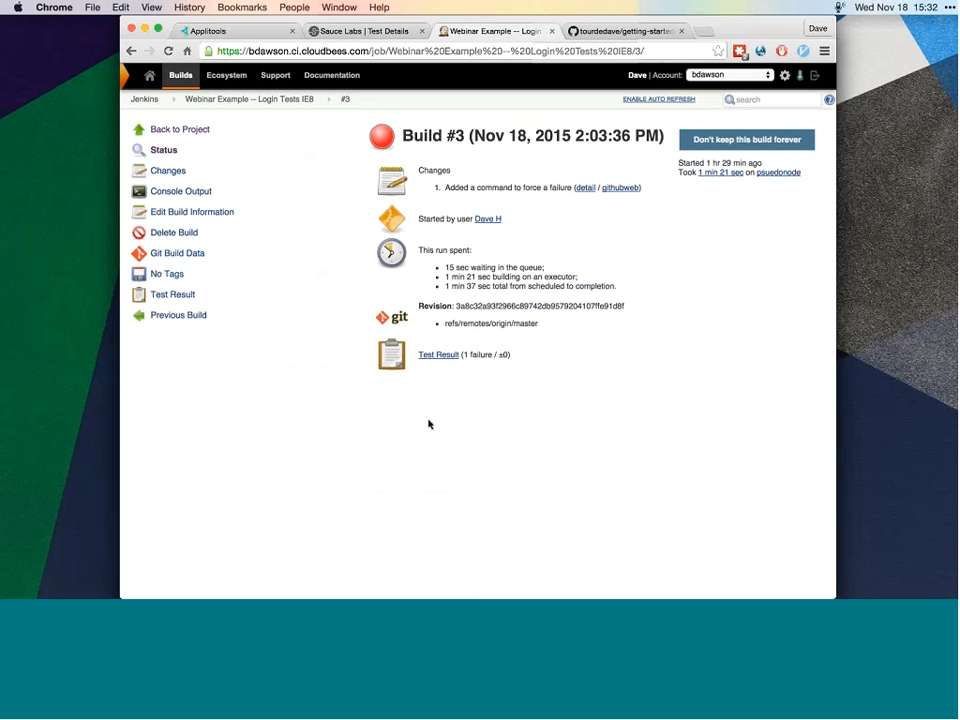 Chrome File Edit View History Bookmarks People Window Help Wed Nov 18 15:32
Applitools × Sauce Labs | Test Details × Webinar Example -- Login × tourdedave/getting-started × Dave
https://bdawson.ci.cloudbees.com/job/Webinar%20Example%20--%20Login%20Tests%20IE8/3/
Builds Ecosystem Support Documentation Dave | Account: bdawson
Jenkins Webinar Example -- Login Tests IE8 #3 ENABLE AUTO REFRESH search
Back to Project
Status
Changes
Console Output
Edit Build Information
Delete Build
Git Build Data
No Tags
Test Result
Previous Build
Build #3 (Nov 18, 2015 2:03:36 PM)
Don't keep this build forever
Started 1 hr 29 min ago
Took 1 min 21 sec on psuedonode
Changes
1. Added a command to force a failure (detail / githubweb)
Started by user Dave H
This run spent:
• 15 sec waiting in the queue;
• 1 min 21 sec building on an executor;
• 1 min 37 sec total from scheduled to completion.
Revision: 3a8c32a93f2966c89742db9579204107ffe91d8f
git
• refs/remotes/origin/master
Test Result (1 failure / ±0)